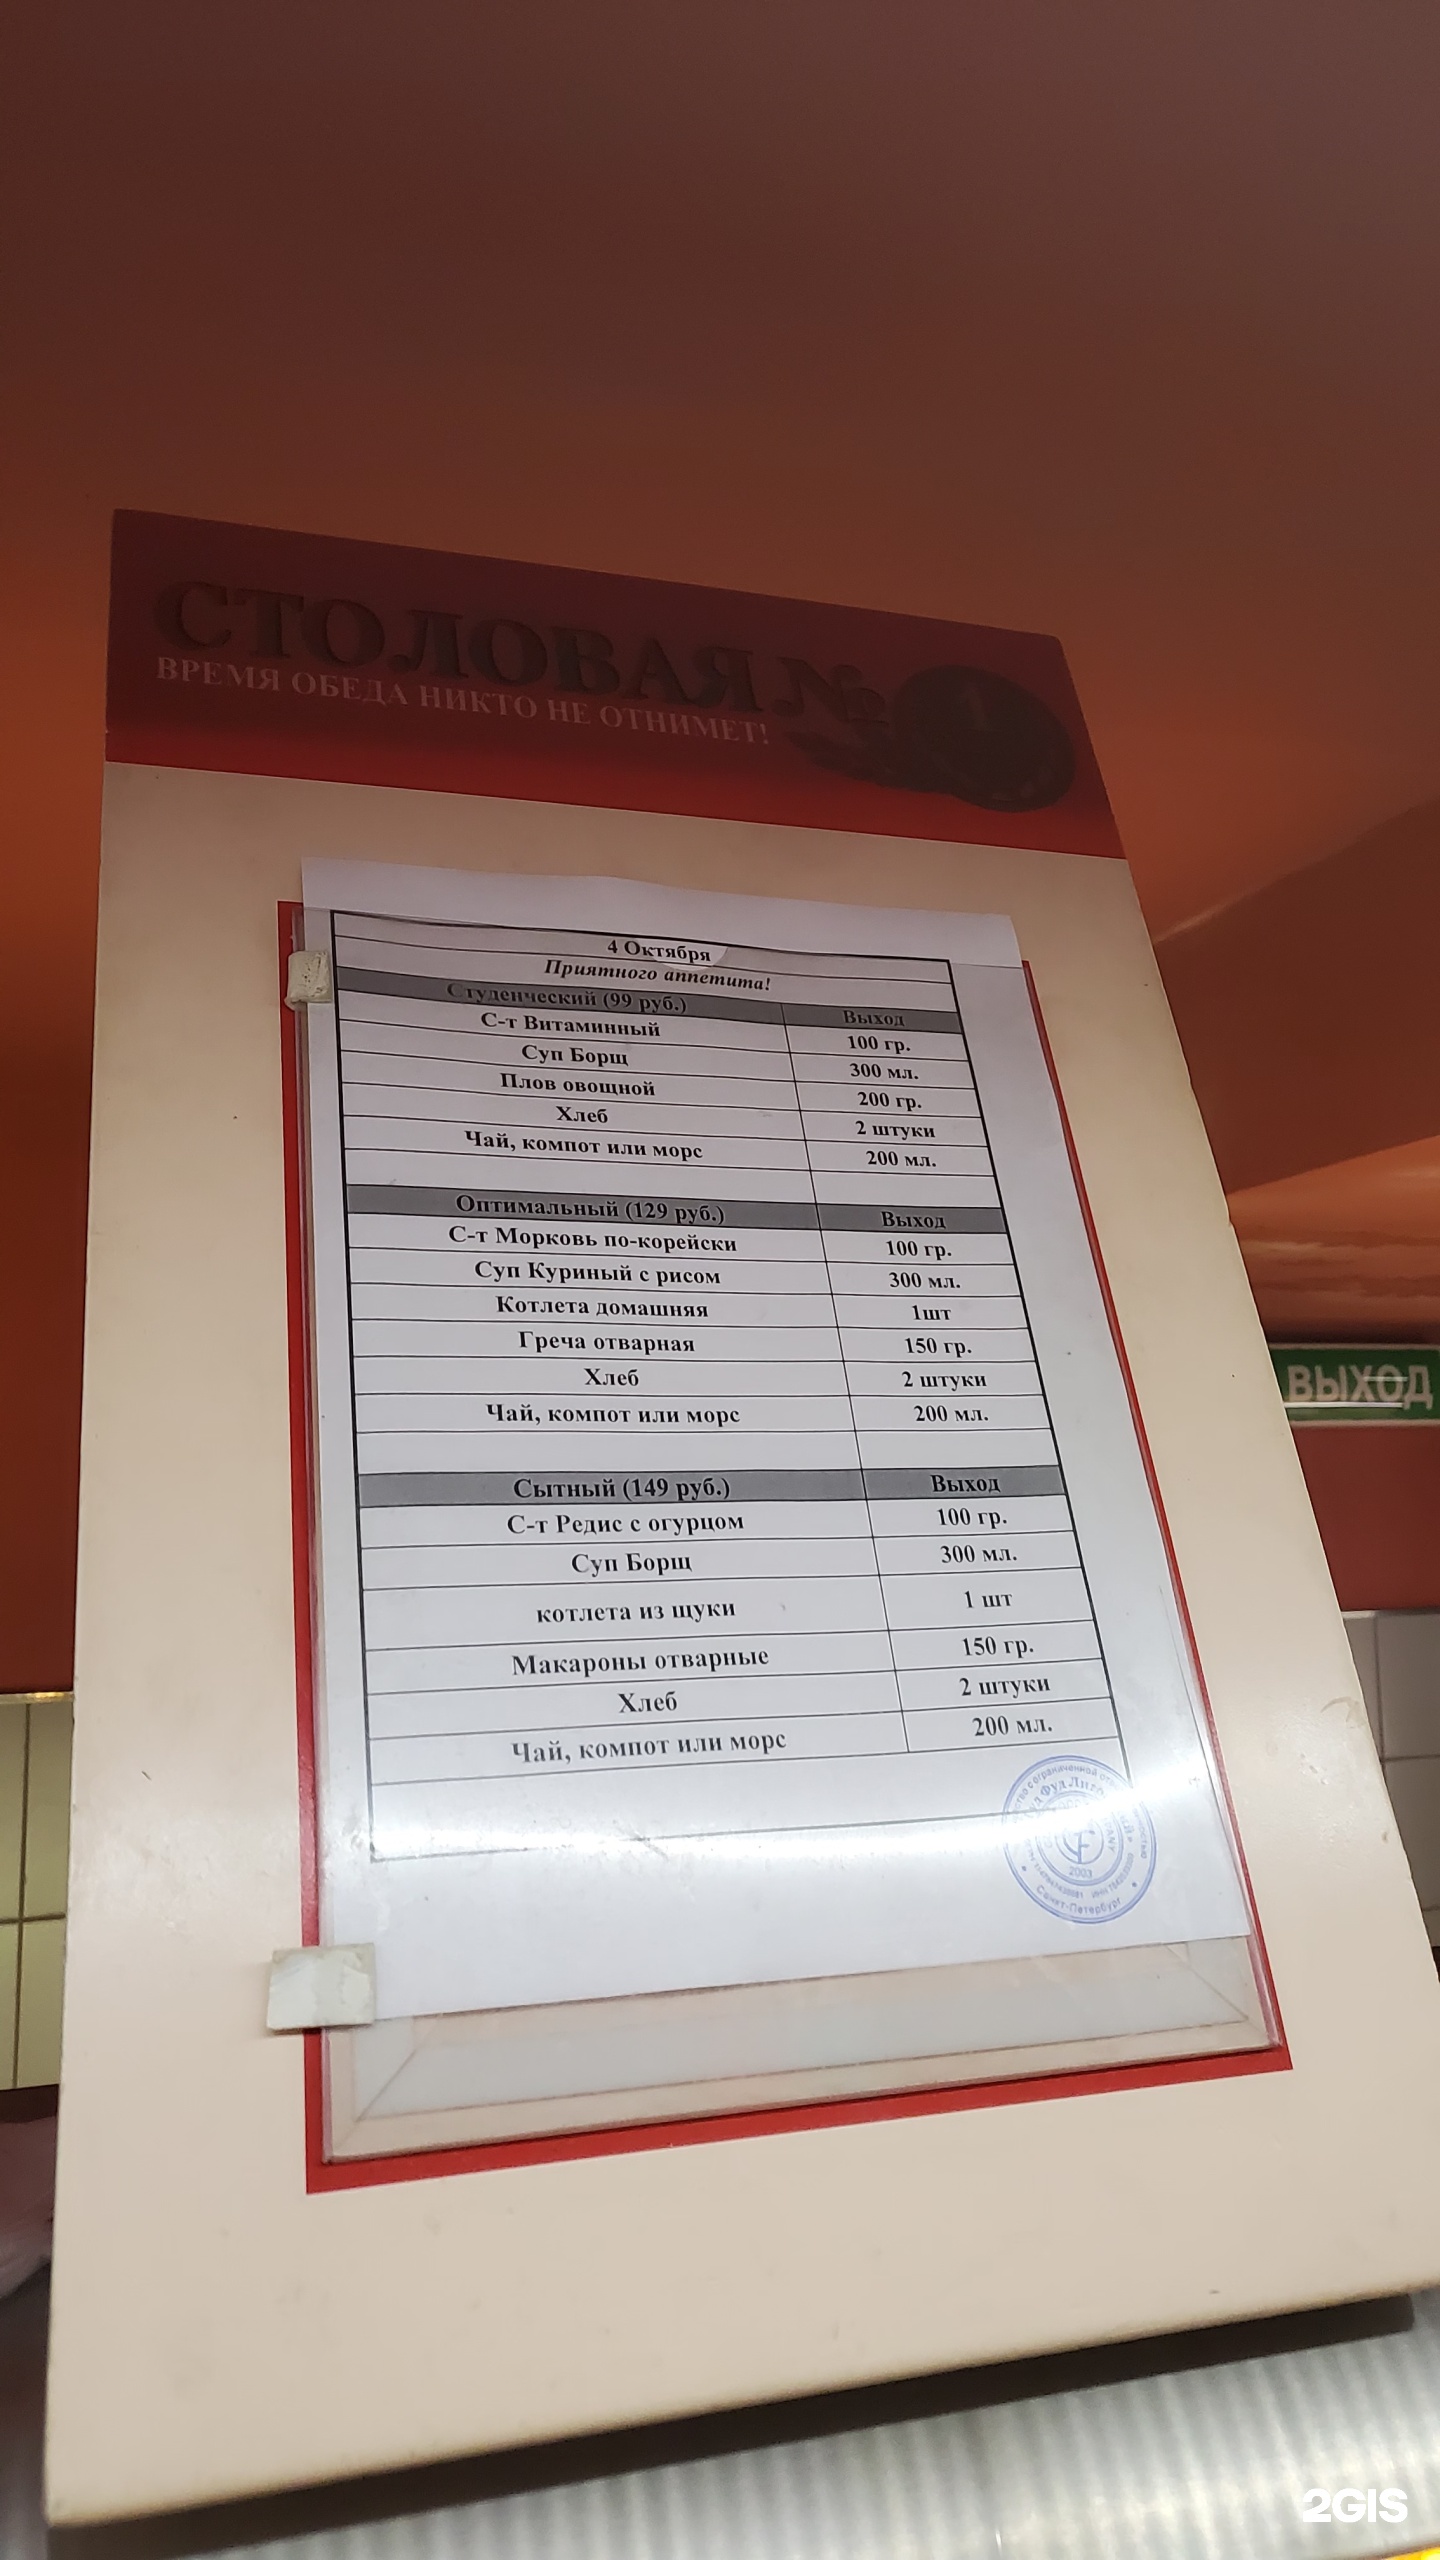 СТОЛОВАЯ № 1
ВРЕМЯ ОБЕДА НИКТО НЕ ОТНИМЕТ!
4 Октября
Приятного аппетита!
Студенческий (99 руб.) Выход
С-т Витаминный 100 гр.
Суп Борщ 300 мл.
Плов овощной 200 гр.
Хлеб 2 штуки
Чай, компот или морс 200 мл.
Оптимальный (129 руб.) Выход
С-т Морковь по-корейски 100 гр.
Суп Куриный с рисом 300 мл.
Котлета домашняя 1шт
Греча отварная 150 гр.
Хлеб 2 штуки
Чай, компот или морс 200 мл.
Сытный (149 руб.) Выход
С-т Редис с огурцом 100 гр.
Суп Борщ 300 мл.
котлета из щуки 1 шт
Макароны отварные 150 гр.
Хлеб 2 штуки
Чай, компот или морс 200 мл.
2003
Санкт-Петербург
ВЫХОД
2GIS